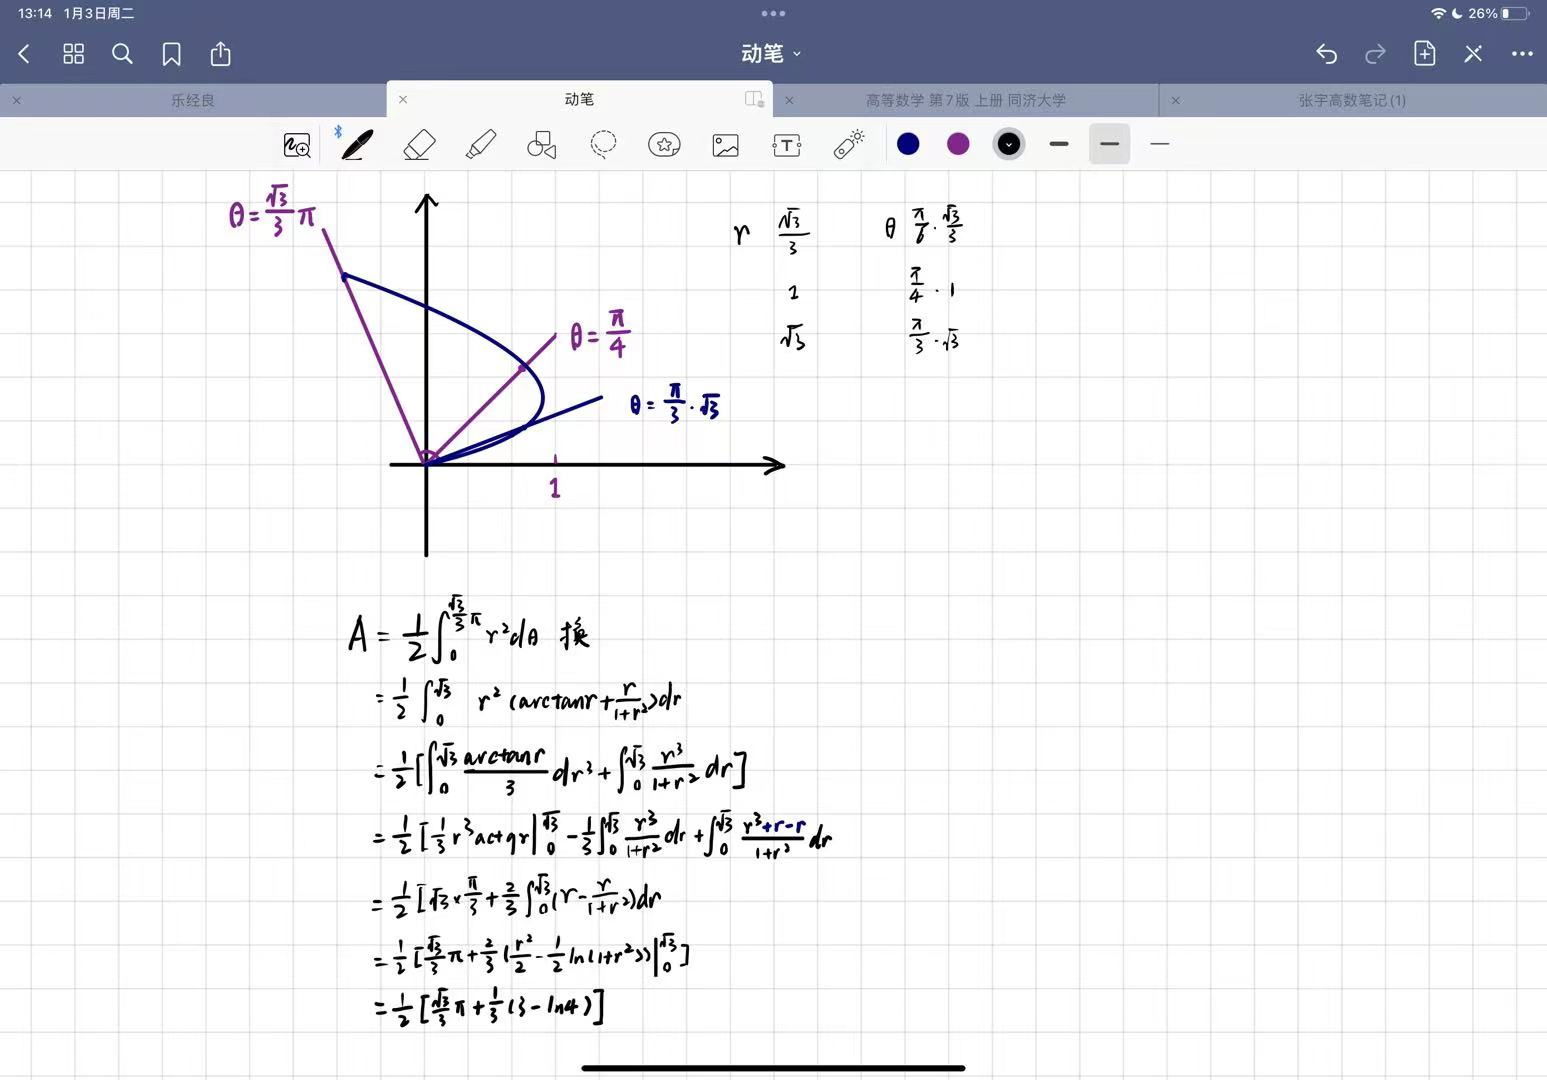 13:14 1月3日周二
26%
动笔
乐经良
动笔
高等数学 第7版 上册 同济大学
张宇高数笔记(1)
T
θ=√3/3 π
r √3/3 θ π/6·√3/3
1 π/4·1
√3 π/3·√3
θ=π/4
θ=π/3·√3
1
A = 1/2 ∫₀^(√3/3 π) r²dθ 换
= 1/2 ∫₀^√3 r² (arctanr + r/(1+r²))dr
= 1/2 [∫₀^√3 arctanr/3 dr³ + ∫₀^√3 r³/(1+r²) dr]
= 1/2 [1/3 r³actgr|₀^√3 - 1/3 ∫₀^√3 r³/(1+r²) dr + ∫₀^√3 (r³+r-r)/(1+r²) dr
= 1/2 [√3 × π/3 + 2/3 ∫₀^√3 (r - r/(1+r²))dr
= 1/2 [√3/3 π + 2/3 (r²/2 - 1/2 ln(1+r²))|₀^√3]
= 1/2 [√3/3 π + 1/3 (3 - ln4)]